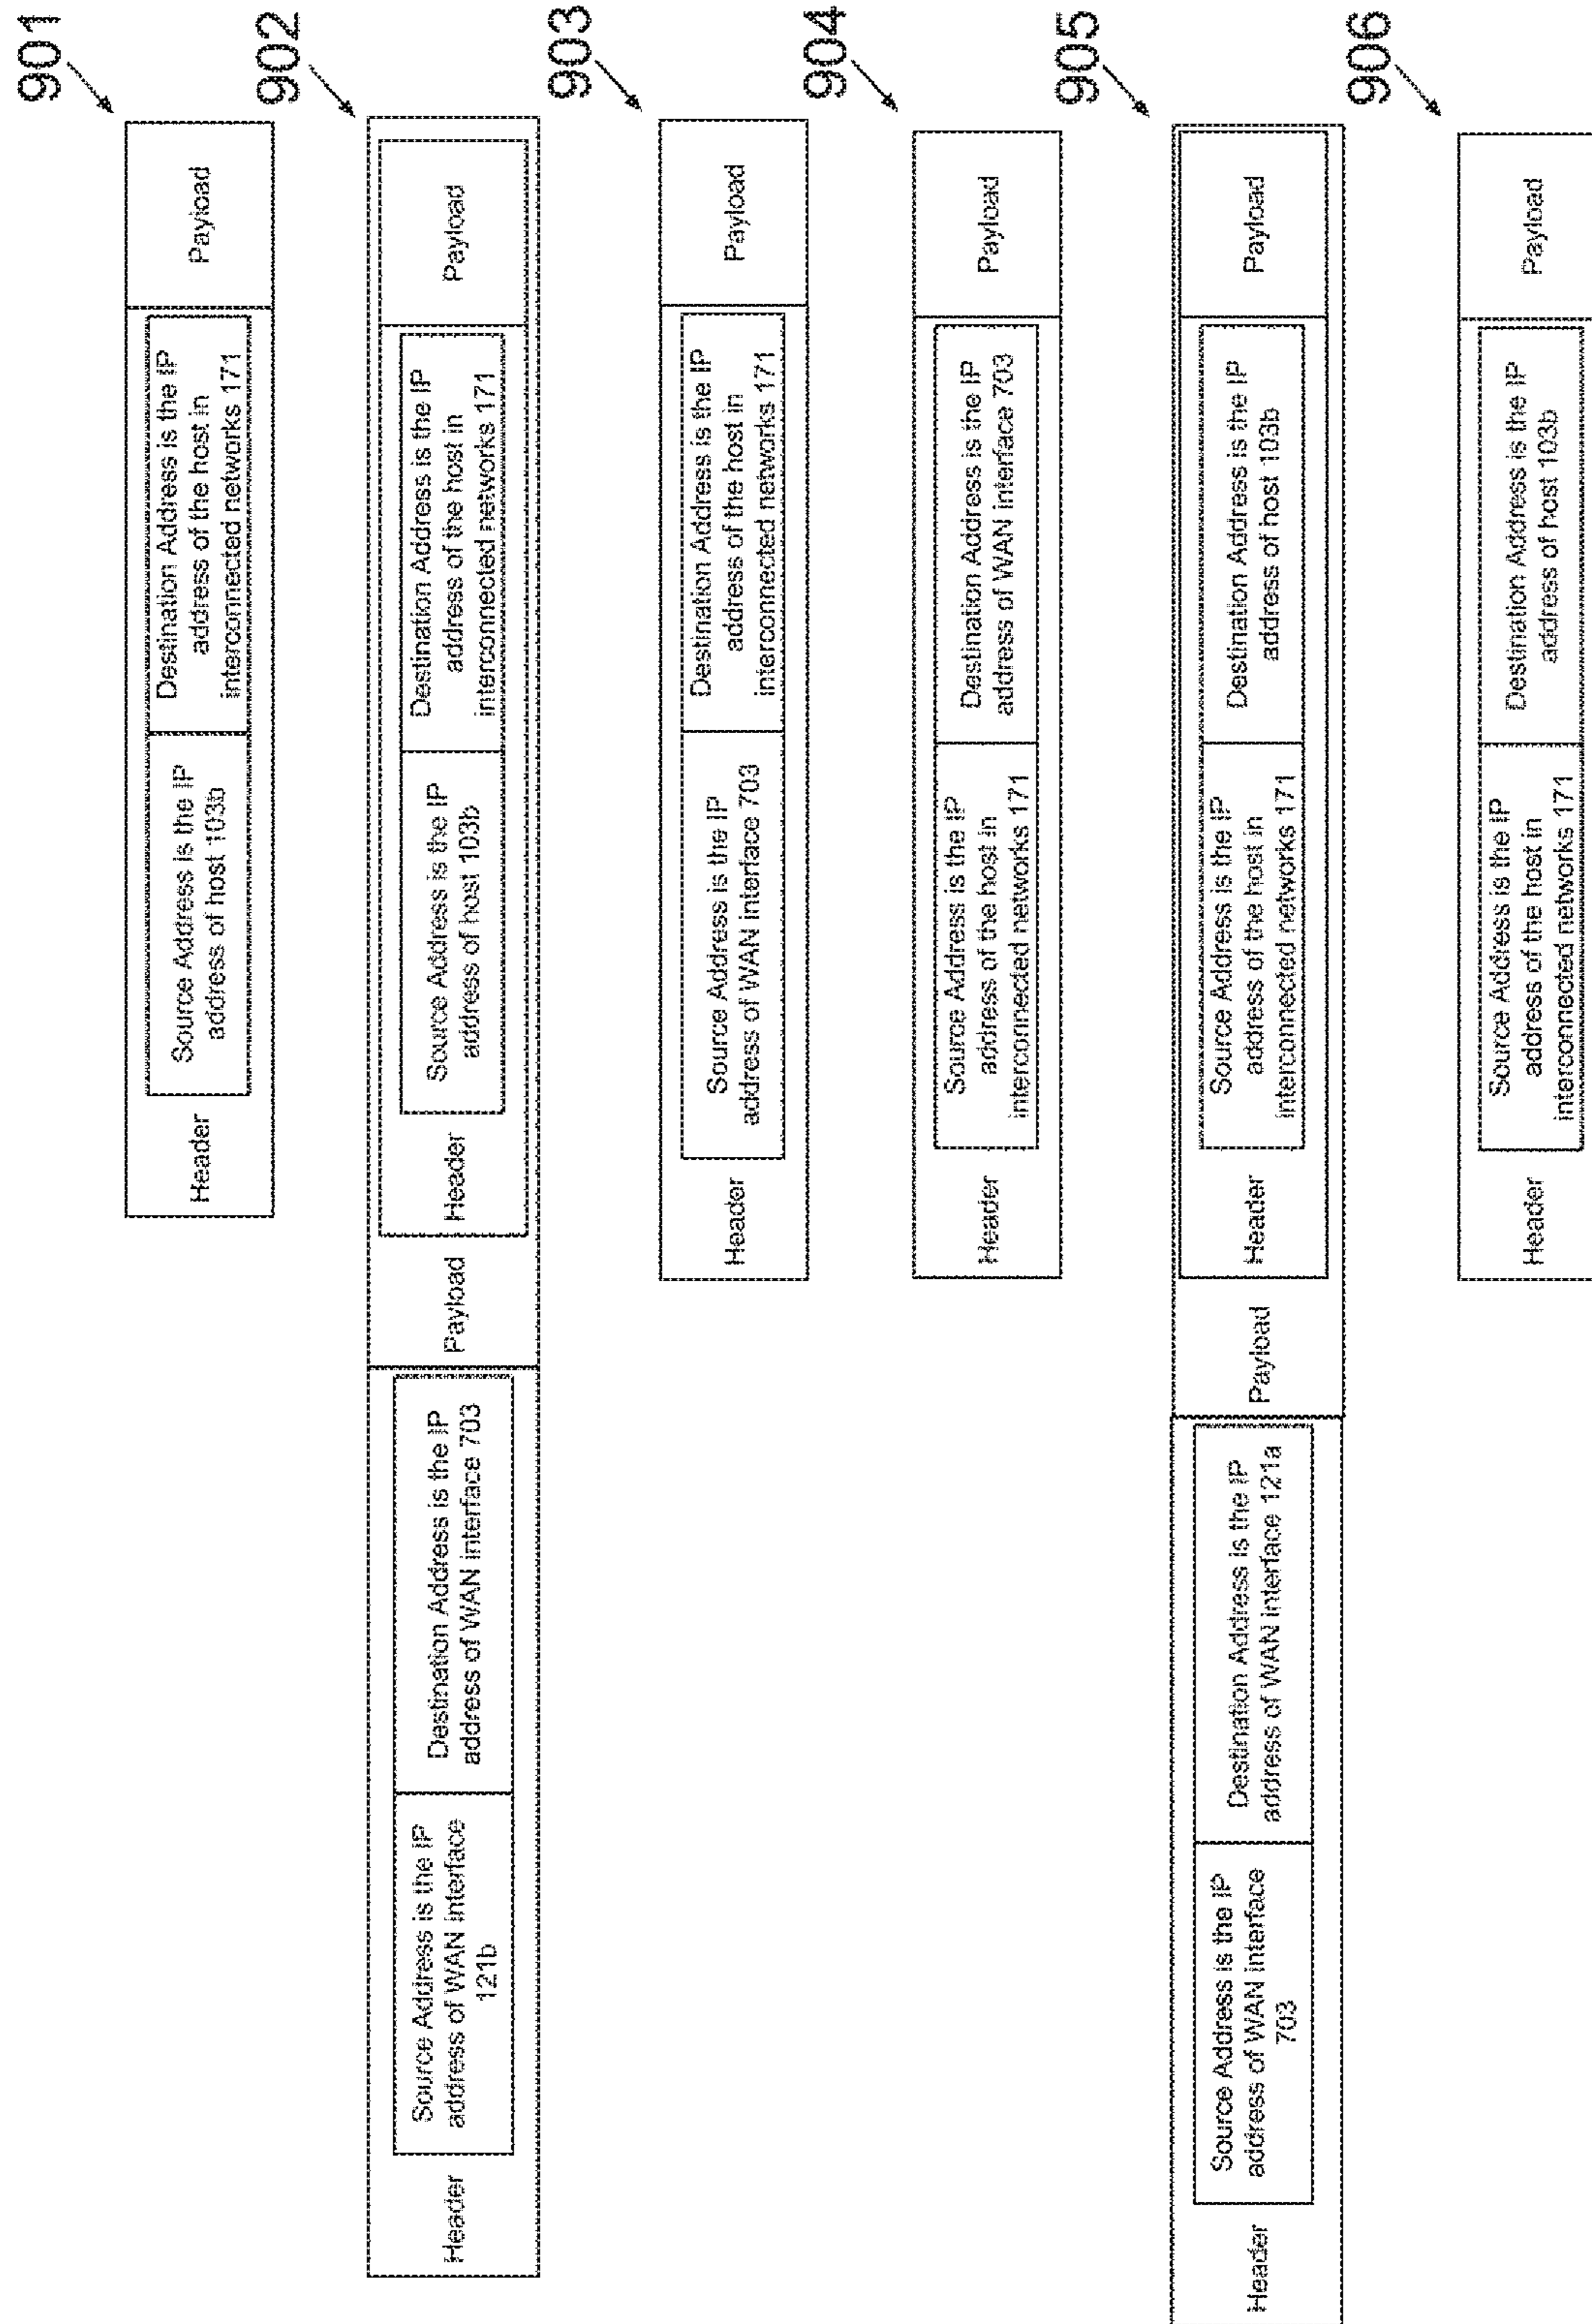 901
Header
Source Address is the IP
address of host 103b
Destination Address is the IP
address of the host in
interconnected networks 171
Payload
902
Header
Source Address is the IP
address of WAN interface
121b
Destination Address is the IP
address of WAN interface 703
Payload
Header
Source Address is the IP
address of host 103b
Destination Address is the IP
address of the host in
interconnected networks 171
Payload
903
Header
Source Address is the IP
address of WAN interface 703
Destination Address is the IP
address of the host in
interconnected networks 171
Payload
904
Header
Source Address is the IP
address of the host in
interconnected networks 171
Destination Address is the IP
address of WAN interface 703
Payload
905
Header
Source Address is the IP
address of WAN interface
703
Destination Address is the IP
address of WAN interface 121a
Payload
Header
Source Address is the IP
address of the host in
interconnected networks 171
Destination Address is the IP
address of host 103b
Payload
906
Header
Source Address is the IP
address of the host in
interconnected networks 171
Destination Address is the IP
address of host 103b
Payload